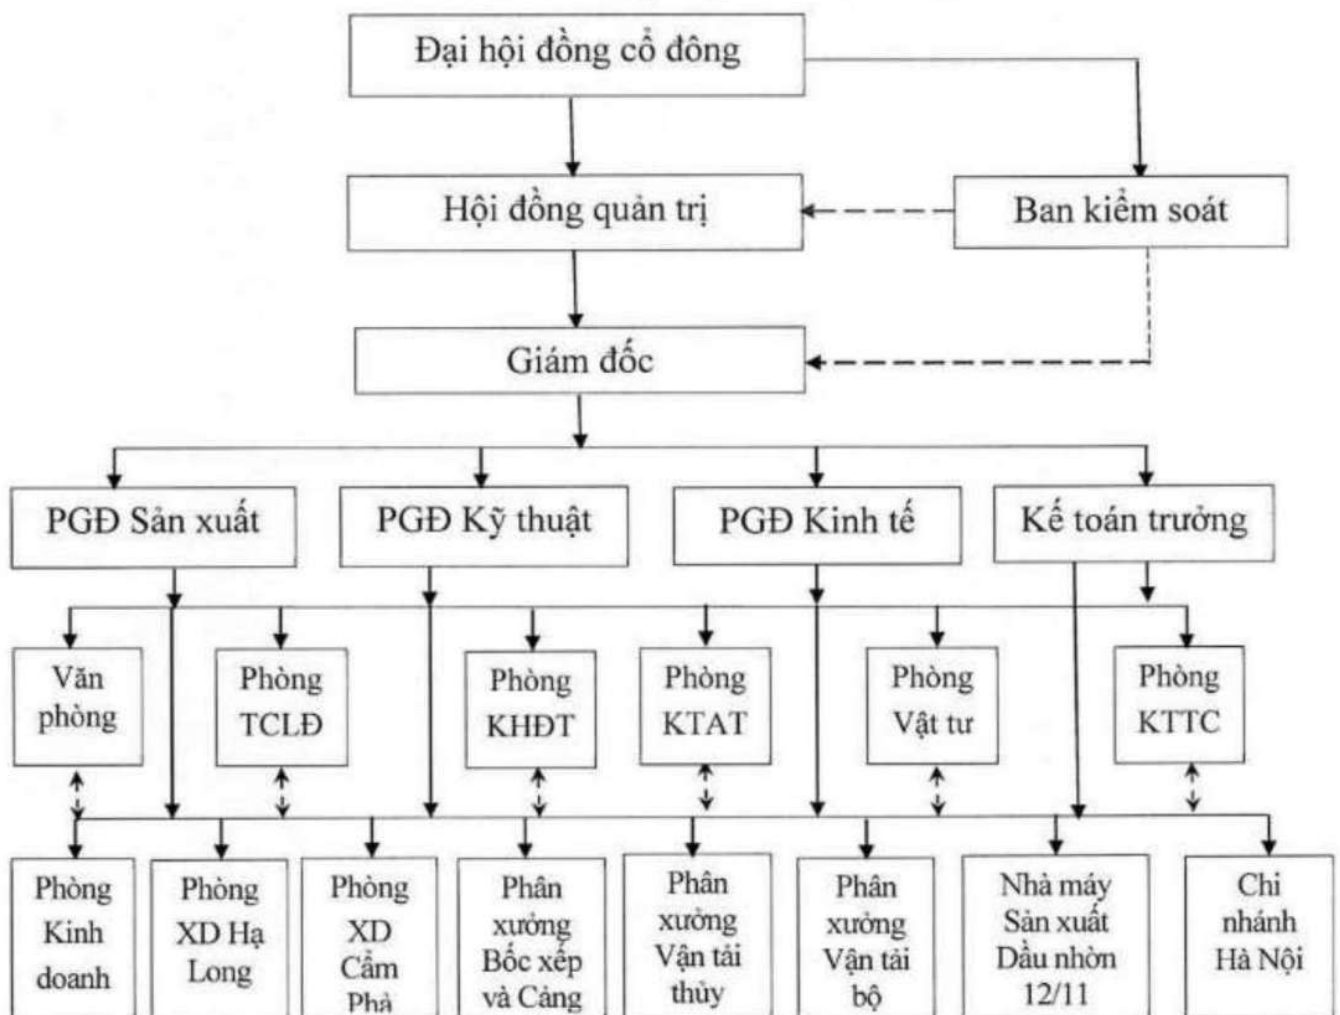 Đại hội đồng cổ đông
Hội đồng quản trị
Ban kiểm soát
Giám đốc
PGĐ Sản xuất
PGĐ Kỹ thuật
PGĐ Kinh tế
Kế toán trưởng
Văn
phòng
Phòng
TCLĐ
Phòng
KHĐT
Phòng
KTAT
Phòng
Vật tư
Phòng
KTTC
Phòng
Kinh
doanh
Phòng
XD Hạ
Long
Phòng
XD
Cẩm
Phả
Phân
xưởng
Bốc xếp
và Cảng
Phân
xưởng
Vận tải
thủy
Phân
xưởng
Vận tải
bộ
Nhà máy
Sản xuất
Dầu nhờn
12/11
Chi
nhánh
Hà Nội